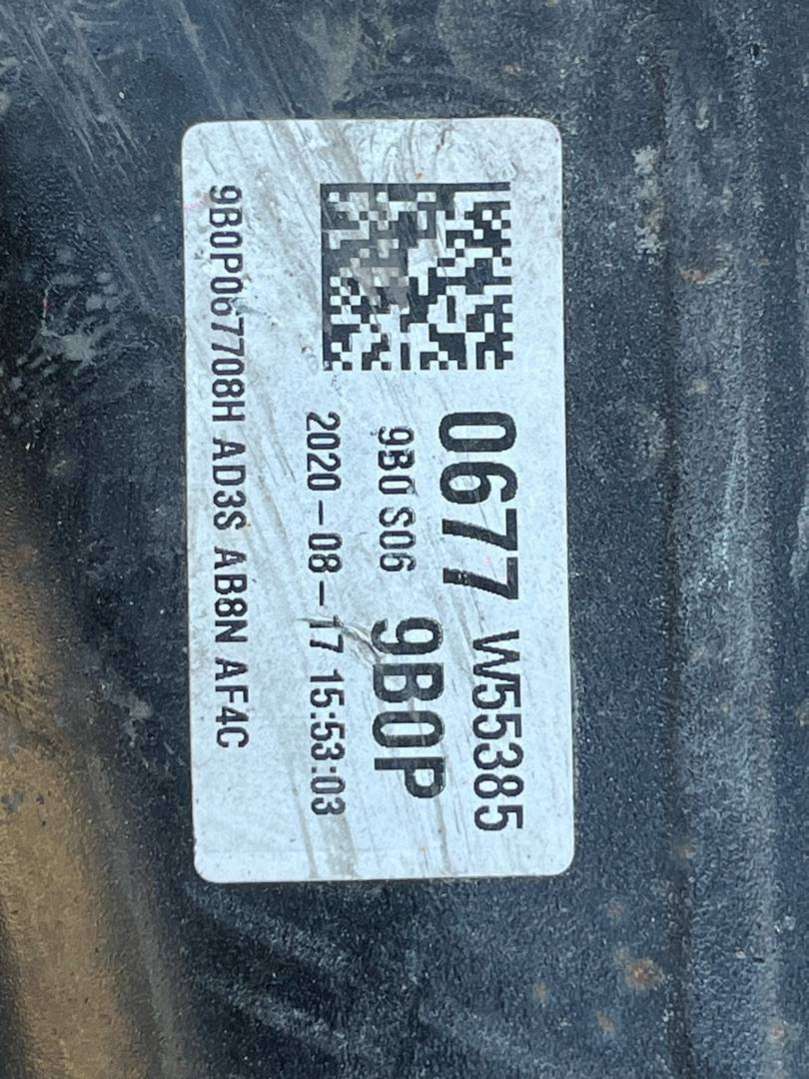 0677 W55385
9B0 S06 9B0P
2020-08-17 15:53:03
9B0P067708H AD3S AB8N AF4C